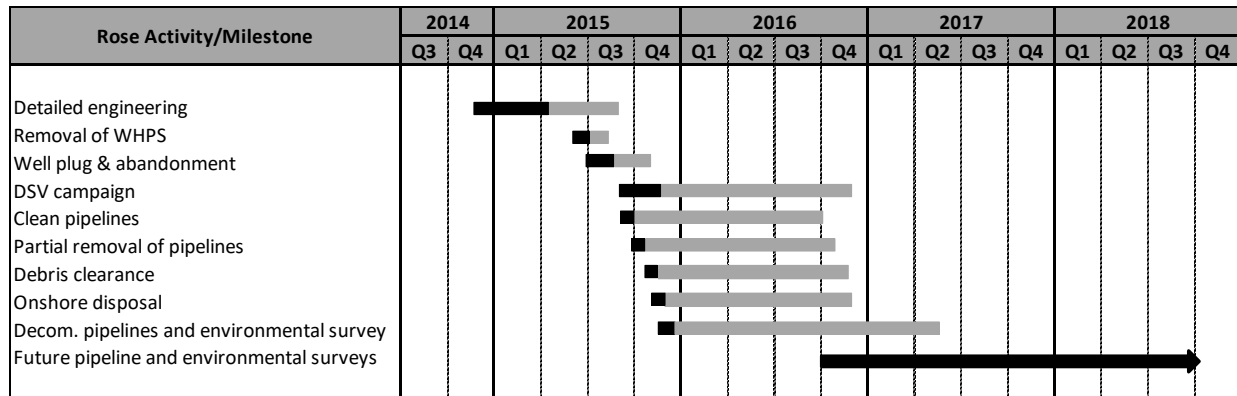 Rose Activity/Milestone 2014 2015 2016 2017 2018
Q3 Q4 Q1 Q2 Q3 Q4 Q1 Q2 Q3 Q4 Q1 Q2 Q3 Q4 Q1 Q2 Q3 Q4
Detailed engineering
Removal of WHPS
Well plug & abandonment
DSV campaign
Clean pipelines
Partial removal of pipelines
Debris clearance
Onshore disposal
Decom. pipelines and environmental survey
Future pipeline and environmental surveys